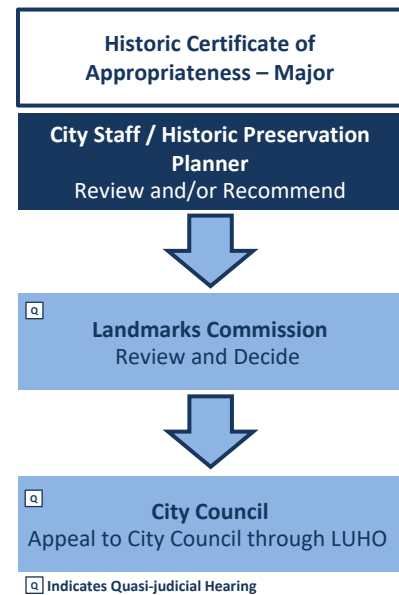 Historic Certificate of
Appropriateness – Major
City Staff / Historic Preservation
Planner
Review and/or Recommend
Q
Landmarks Commission
Review and Decide
Q
City Council
Appeal to City Council through LUHO
Q Indicates Quasi-judicial Hearing